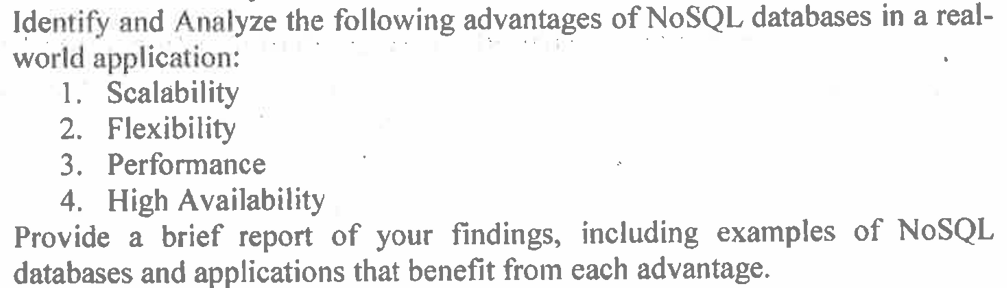 Identify and Analyze the following advantages of NoSQL databases in a real-
world application:
1. Scalability
2. Flexibility
3. Performance
4. High Availability
Provide a brief report of your findings, including examples of NoSQL
databases and applications that benefit from each advantage.